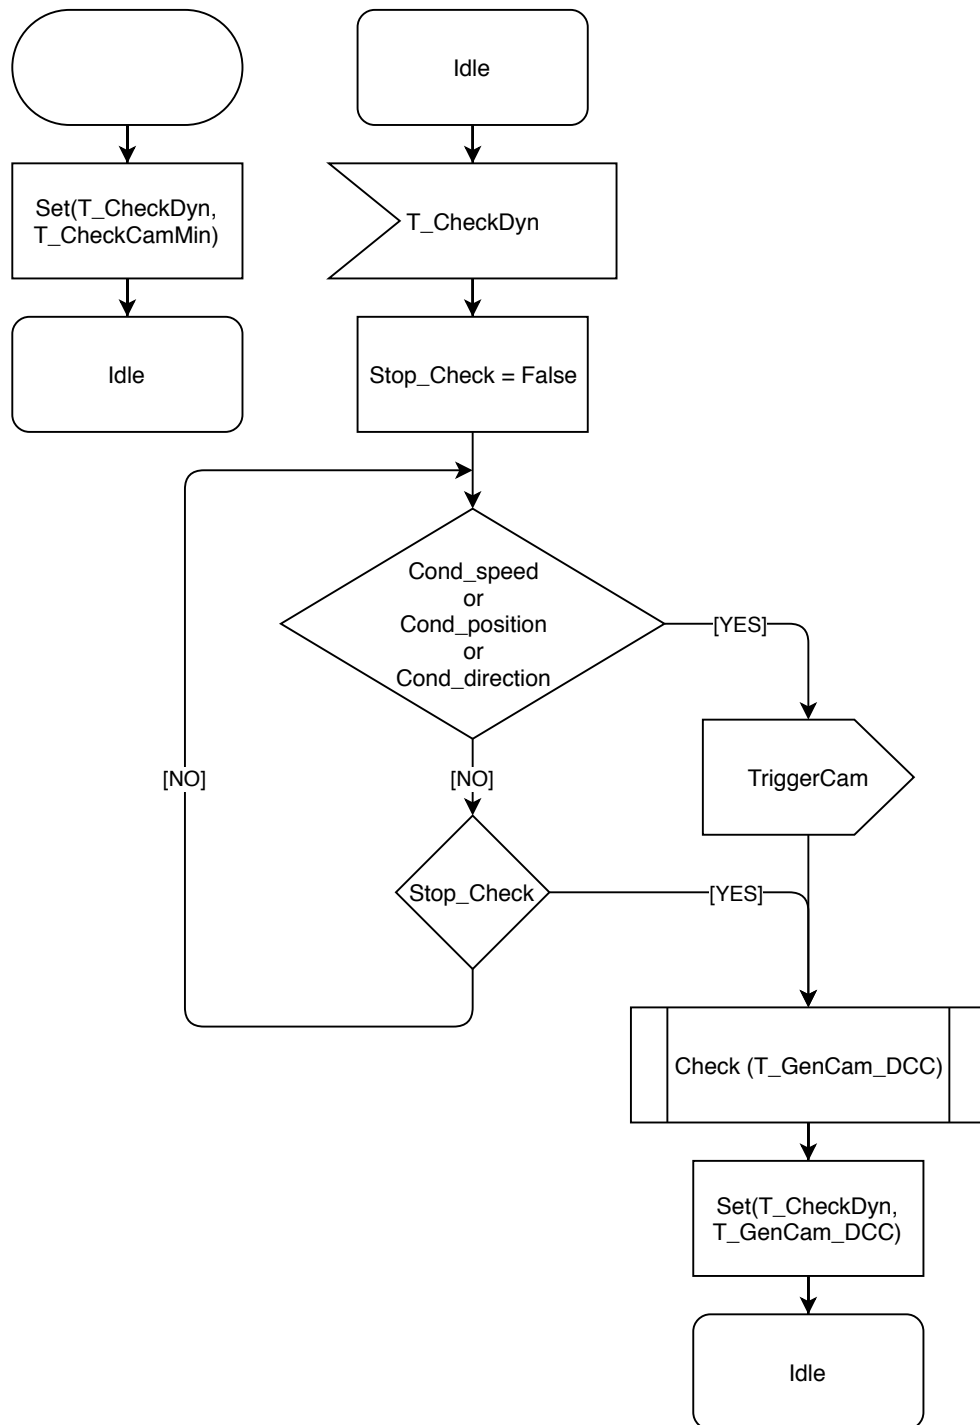 Idle
Set(T_CheckDyn,
T_CheckCamMin)
T_CheckDyn
Idle
Stop_Check = False
Cond_speed
or
Cond_position
or
Cond_direction
[YES]
[NO]
[NO]
TriggerCam
Stop_Check
[YES]
Check (T_GenCam_DCC)
Set(T_CheckDyn,
T_GenCam_DCC)
Idle